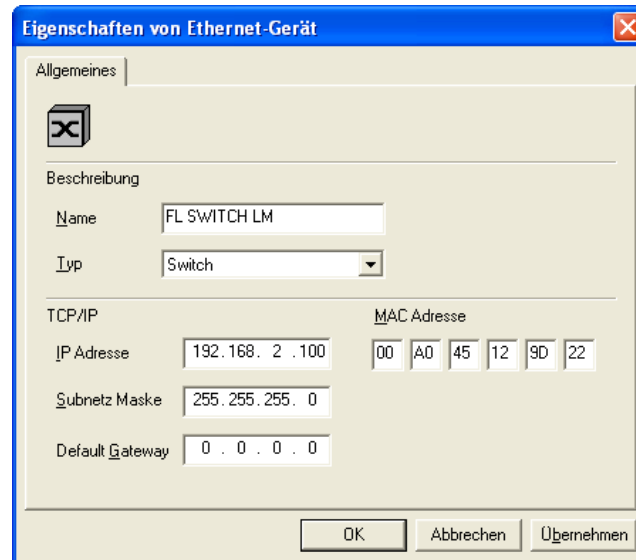 Eigenschaften von Ethernet-Gerät
Allgemeines
Beschreibung
Name FL SWITCH LM
Typ Switch
TCP/IP MAC Adresse
IP Adresse 192.168. 2 .100 00 A0 45 12 9D 22
Subnetz Maske 255.255.255. 0
Default Gateway 0 . 0 . 0 . 0
OK Abbrechen Übernehmen